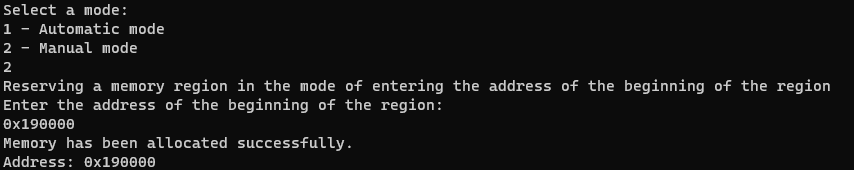 Select a mode:
1 - Automatic mode
2 - Manual mode
2
Reserving a memory region in the mode of entering the address of the beginning of the region
Enter the address of the beginning of the region:
0x190000
Memory has been allocated successfully.
Address: 0x190000